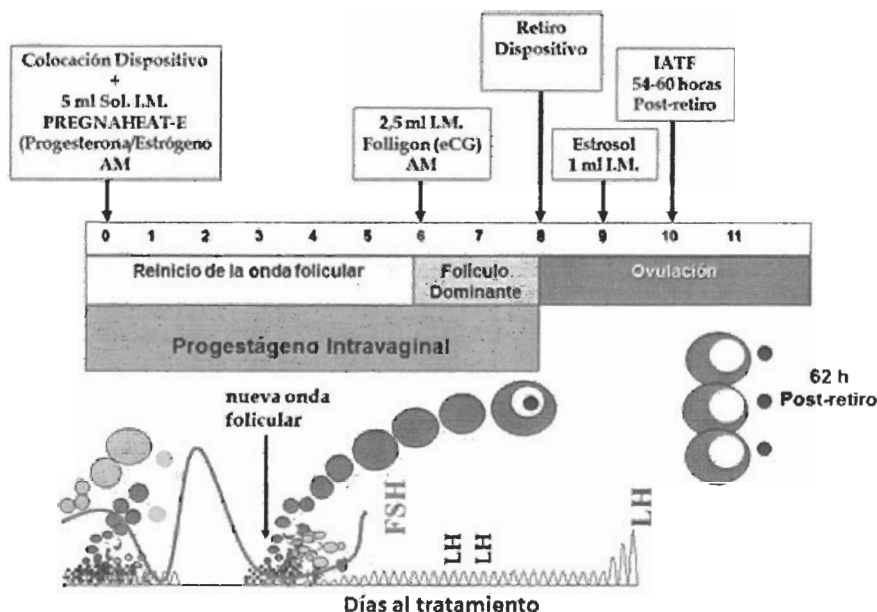 Colocación Dispositivo
+
5 ml Sol. I.M.
PREGNAHEAT-E
(Progesterona/Estrógeno
AM
2,5 ml I.M.
Folligon (eCG)
AM
Retiro
Dispositivo
Estrosol
1 ml I.M.
IATF
54-60 horas
Post-retiro
0 1 2 3 4 5 6 7 8 9 10 11
Reinicio de la onda folicular
Folículo
Dominante
Ovulación
Progestágeno Intravaginal
nueva onda
folicular
62 h
Post-retiro
FSH
LH
LH
LH
Días al tratamiento